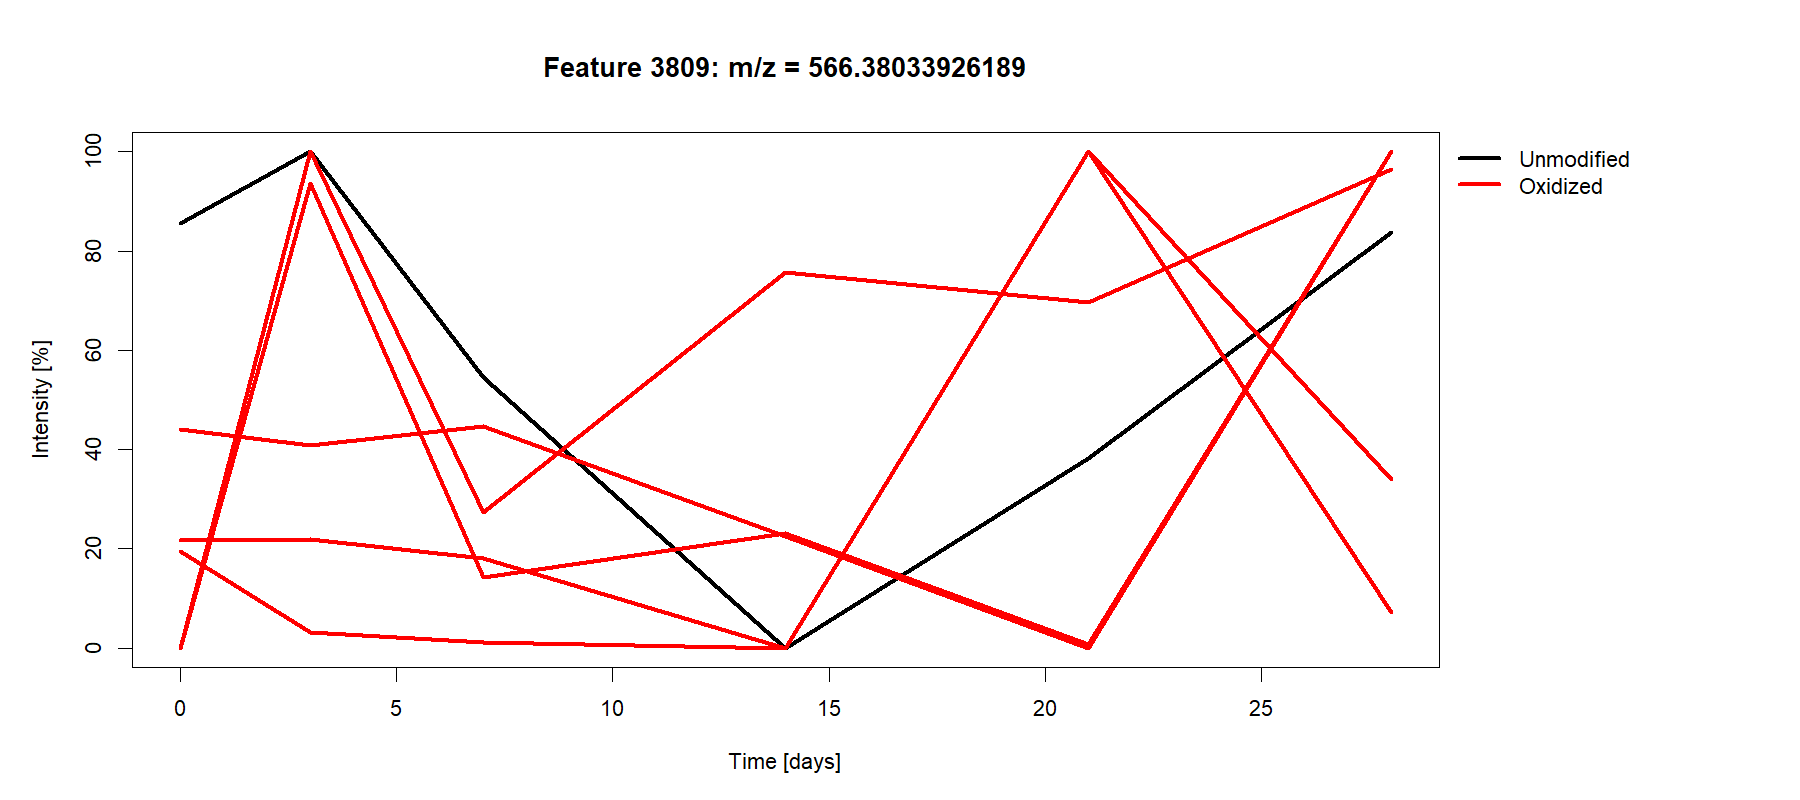 Feature 3809: m/z = 566.38033926189
Unmodified
Oxidized
Intensity [%]
100
80
60
40
20
0
0 5 10 15 20 25
Time [days]